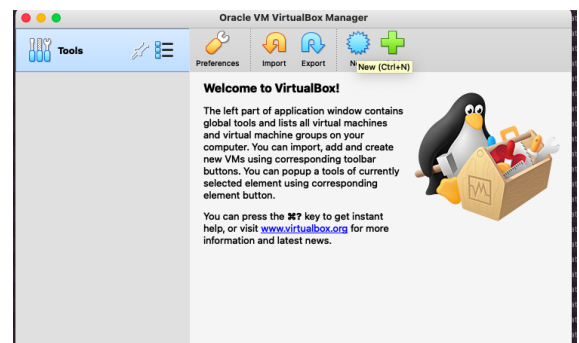 Oracle VM VirtualBox Manager
Tools
Preferences
Import
Export
New (Ctrl+N)
Welcome to VirtualBox!
The left part of application window contains
global tools and lists all virtual machines
and virtual machine groups on your
computer. You can import, add and create
new VMs using corresponding toolbar
buttons. You can popup a tools of currently
selected element using corresponding
element button.
You can press the ⌘? key to get instant
help, or visit www.virtualbox.org for more
information and latest news.